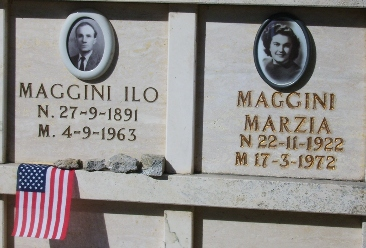 MAGGINI ILO
N. 27-9-1891
M. 4-9-1963
MAGGINI
MARZIA
N 22-11-1922
M 17-3-1972